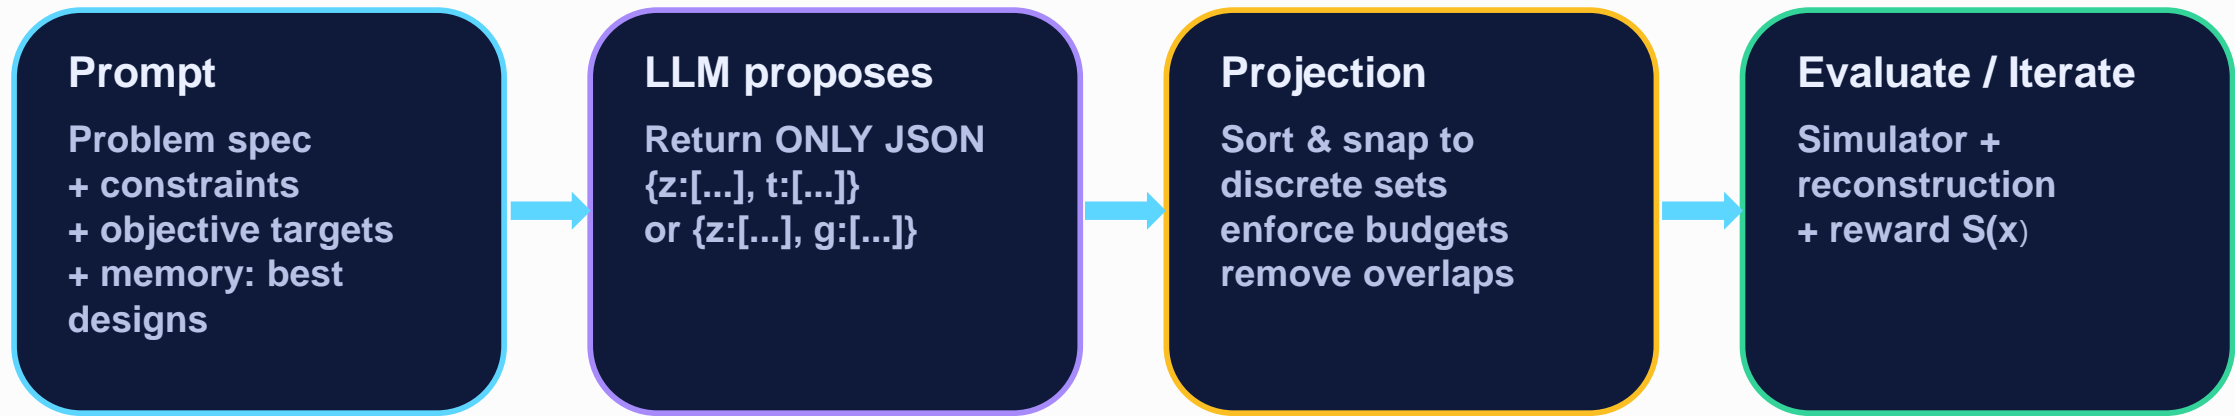 Prompt
Problem spec
+ constraints
+ objective targets
+ memory: best
designs
LLM proposes
Return ONLY JSON
{z:[...], t:[...]}
or {z:[...], g:[...]}
Projection
Sort & snap to
discrete sets
enforce budgets
remove overlaps
Evaluate / Iterate
Simulator +
reconstruction
+ reward S(x)